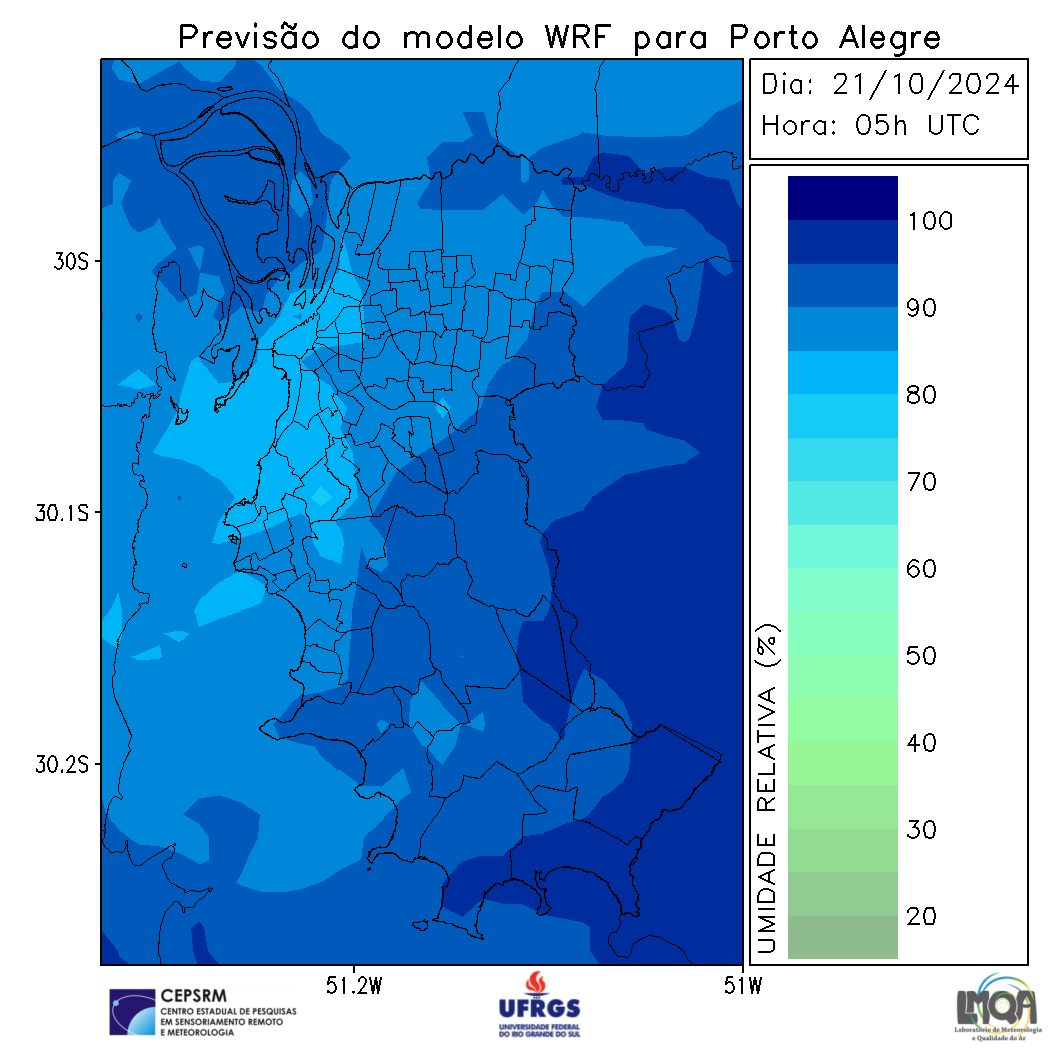 Previsão do modelo WRF para Porto Alegre
Dia: 21/10/2024
Hora: 05h UTC
30S
30.1S
30.2S
51.2W
51W
UMIDADE RELATIVA (%)
100
90
80
70
60
50
40
30
20
CEPSRM
CENTRO ESTADUAL DE PESQUISAS
EM SENSORIAMENTO REMOTO
E METEOROLOGIA
UFRGS
UNIVERSIDADE FEDERAL
DO RIO GRANDE DO SUL
LMQA
Laboratório de Meteorologia
e Qualidade do Ar